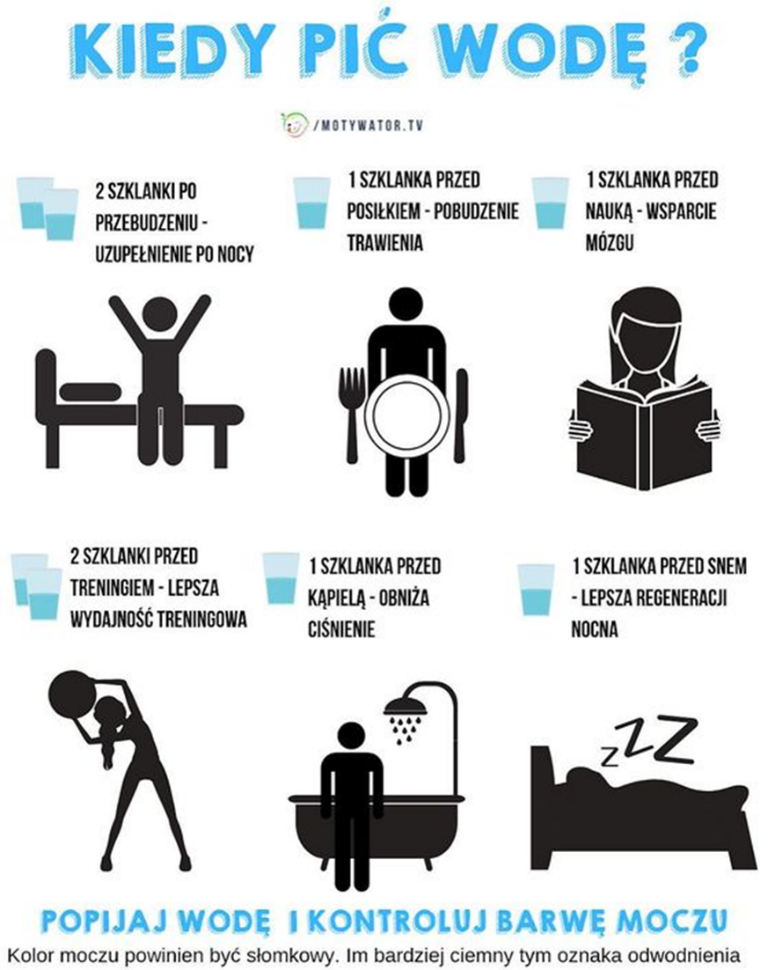 KIEDY PIĆ WODĘ ?
/MOTYWATOR.TV
2 SZKLANKI PO
PRZEBUDZENIU -
UZUPEŁNIENIE PO NOCY
1 SZKLANKA PRZED
POSIŁKIEM - POBUDZENIE
TRAWIENIA
1 SZKLANKA PRZED
NAUKĄ - WSPARCIE
MÓZGU
2 SZKLANKI PRZED
TRENINGIEM - LEPSZA
WYDAJNOŚĆ TRENINGOWA
1 SZKLANKA PRZED
KĄPIELĄ - OBNIŻA
CIŚNIENIE
1 SZKLANKA PRZED SNEM
- LEPSZA REGENERACJI
NOCNA
ZZZ
POPIJAJ WODĘ I KONTROLUJ BARWĘ MOCZU
Kolor moczu powinien być słomkowy. Im bardziej ciemny tym oznaka odwodnienia